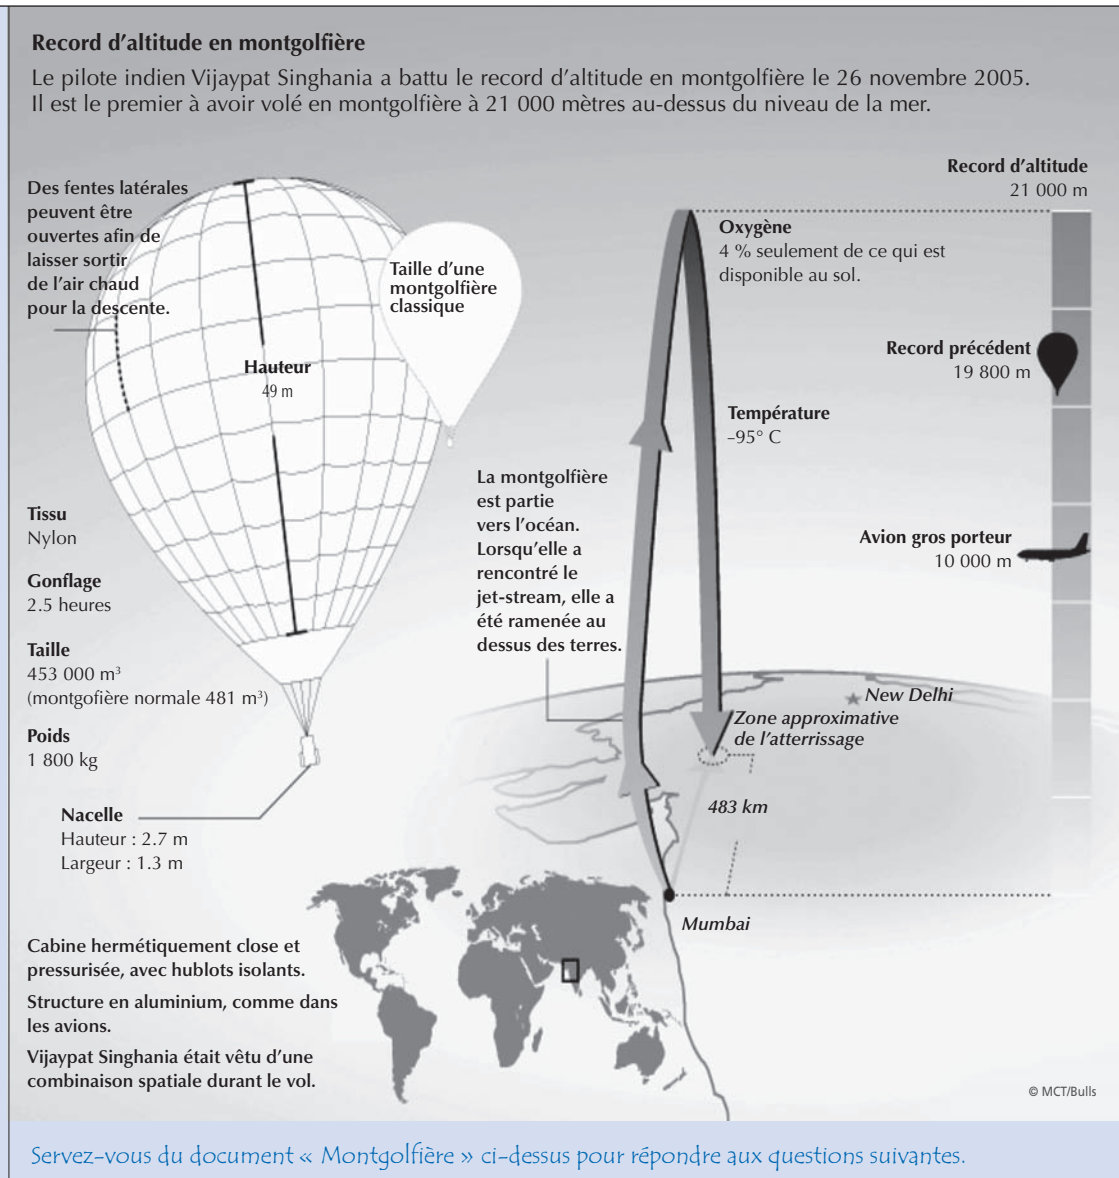 Record d'altitude en montgolfière
Le pilote indien Vijaypat Singhania a battu le record d'altitude en montgolfière le 26 novembre 2005.
Il est le premier à avoir volé en montgolfière à 21 000 mètres au-dessus du niveau de la mer.
Des fentes latérales
peuvent être
ouvertes afin de
laisser sortir
de l'air chaud
pour la descente.
Taille d'une
montgolfière
classique
Hauteur
49 m
Tissu
Nylon
Gonflage
2.5 heures
Taille
453 000 m³
(montgofière normale 481 m³)
Poids
1 800 kg
Nacelle
Hauteur : 2.7 m
Largeur : 1.3 m
Cabine hermétiquement close et
pressurisée, avec hublots isolants.
Structure en aluminium, comme dans
les avions.
Vijaypat Singhania était vêtu d'une
combinaison spatiale durant le vol.
La montgolfière
est partie
vers l'océan.
Lorsqu'elle a
rencontré le
jet-stream, elle a
été ramenée au
dessus des terres.
Record d'altitude
21 000 m
Oxygène
4 % seulement de ce qui est
disponible au sol.
Record précédent
19 800 m
Température
–95° C
Avion gros porteur
10 000 m
New Delhi
Zone approximative
de l'atterrissage
483 km
Mumbai
© MCT/Bulls
Servez-vous du document « Montgolfière » ci-dessus pour répondre aux questions suivantes.